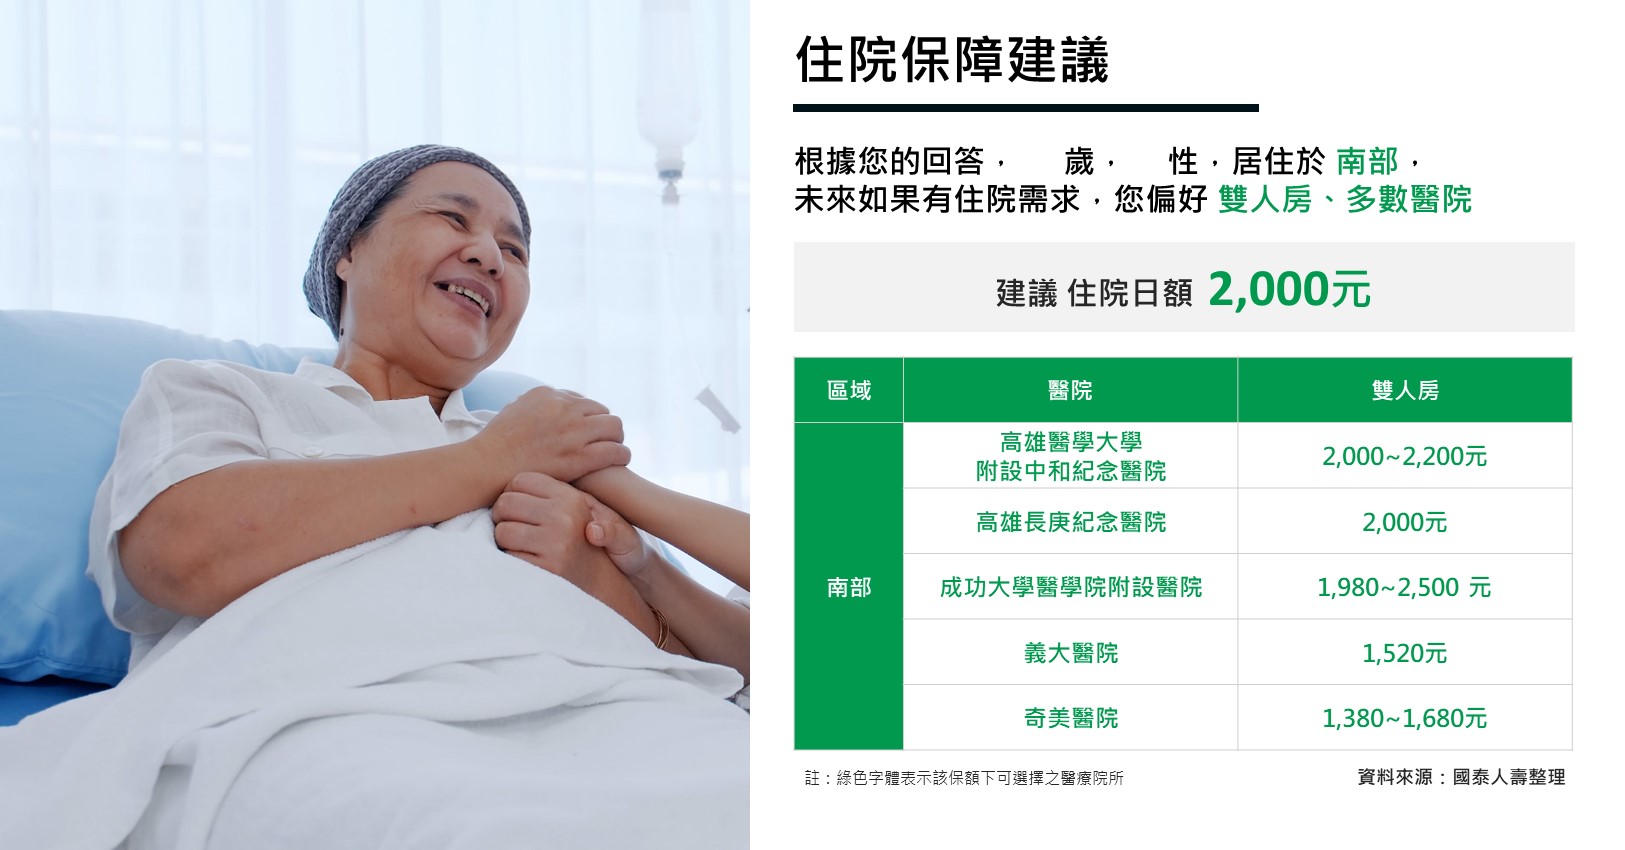 住院保障建議
根據您的回答， 歲， 性，居住於 南部，
未來如果有住院需求，您偏好 雙人房、多數醫院
建議 住院日額 2,000元
區域 醫院 雙人房
南部
高雄醫學大學
附設中和紀念醫院 2,000~2,200元
高雄長庚紀念醫院 2,000元
成功大學醫學院附設醫院 1,980~2,500 元
義大醫院 1,520元
奇美醫院 1,380~1,680元
註：綠色字體表示該保額下可選擇之醫療院所 資料來源：國泰人壽整理